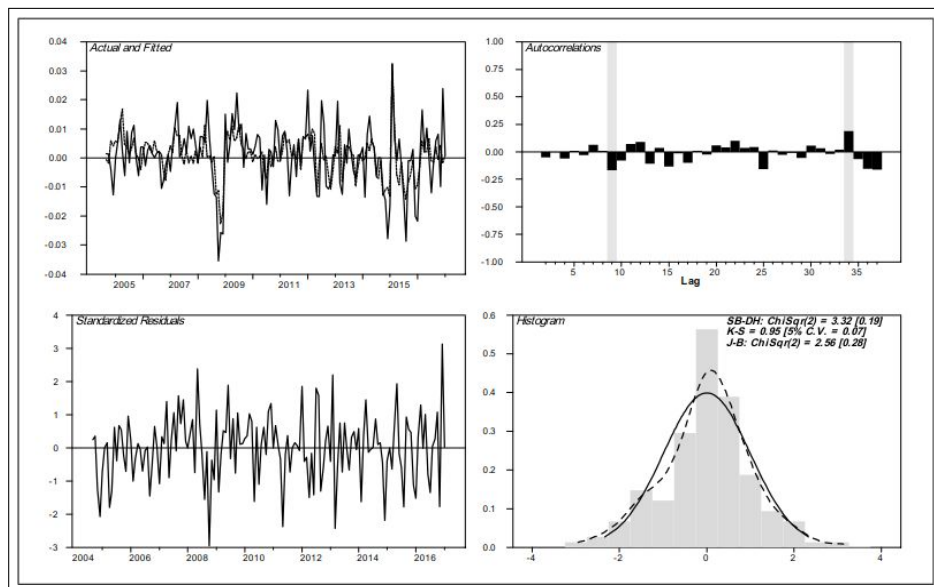 Actual and Fitted
0.04
0.03
0.02
0.01
0.00
-0.01
-0.02
-0.03
-0.04
2005 2007 2009 2011 2013 2015
Autocorrelations
1.00
0.75
0.50
0.25
0.00
-0.25
-0.50
-0.75
-1.00
5 10 15 20 25 30 35
Lag
Standardized Residuals
4
3
2
1
0
-1
-2
-3
2004 2006 2008 2010 2012 2014 2016
Histogram
SB-DH: ChiSqr(2) = 3.32 [0.19]
K-S = 0.95 [5% C.V. = 0.07]
J-B: ChiSqr(2) = 2.56 [0.28]
0.6
0.5
0.4
0.3
0.2
0.1
0.0
-4 -2 0 2 4